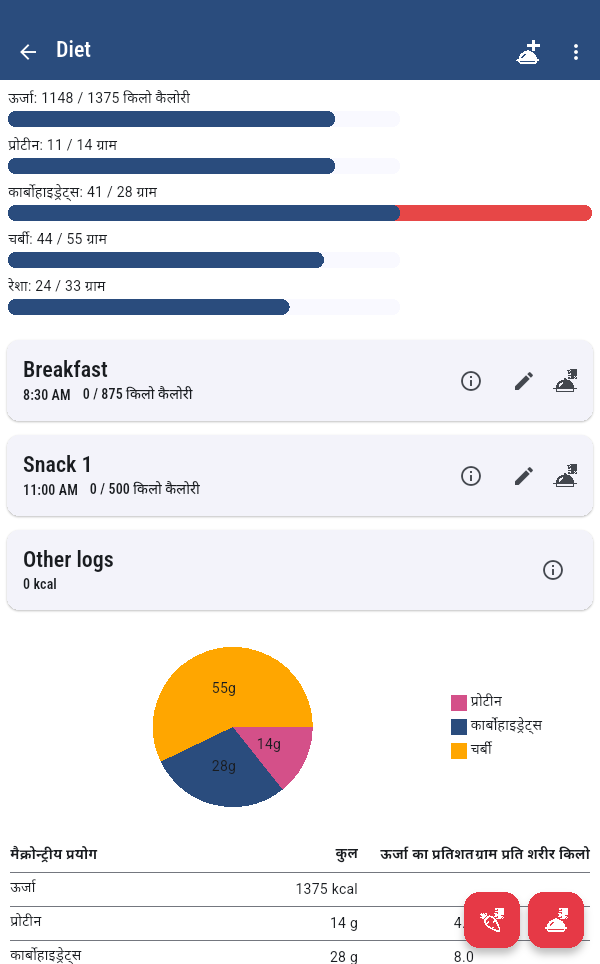 Diet
ऊर्जा: 1148 / 1375 किलो कैलोरी
प्रोटीन: 11 / 14 ग्राम
कार्बोहाइड्रेट्स: 41 / 28 ग्राम
चर्बी: 44 / 55 ग्राम
रेशा: 24 / 33 ग्राम
Breakfast
8:30 AM 0 / 875 किलो कैलोरी
Snack 1
11:00 AM 0 / 500 किलो कैलोरी
Other logs
0 kcal
55g
14g
28g
प्रोटीन
कार्बोहाइड्रेट्स
चर्बी
मैक्रोन्ट्रीय प्रयोग कुल ऊर्जा का प्रतिशत ग्राम प्रति शरीर किलो
ऊर्जा 1375 kcal
प्रोटीन 14 g 4.
कार्बोहाइड्रेट्स 28 g 8.0